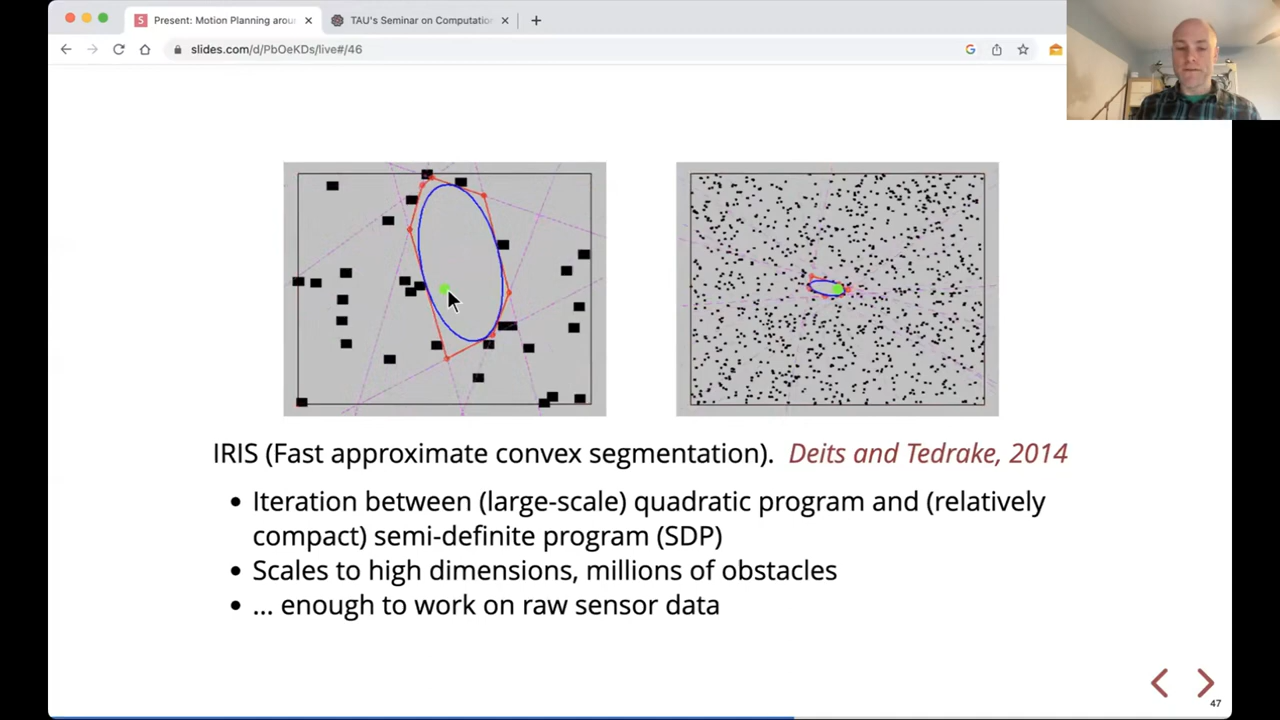 Present: Motion Planning arou
TAU's Seminar on Computation
slides.com/d/PbOeKDs/live#/46
IRIS (Fast approximate convex segmentation). Deits and Tedrake, 2014
• Iteration between (large-scale) quadratic program and (relatively
compact) semi-definite program (SDP)
• Scales to high dimensions, millions of obstacles
• ... enough to work on raw sensor data
47